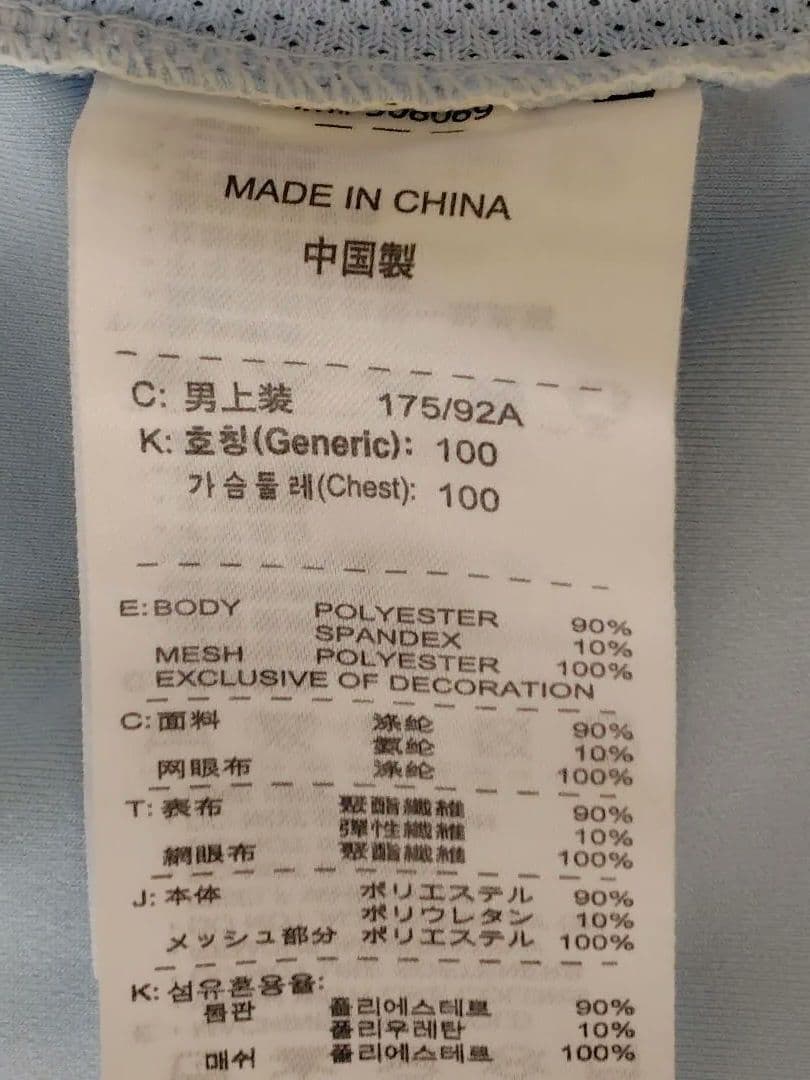 MADE IN CHINA
中国製
C: 男上装 175/92A
K: 호칭(Generic): 100
가슴둘레(Chest): 100
E: BODY POLYESTER 90%
SPANDEX 10%
MESH POLYESTER 100%
EXCLUSIVE OF DECORATION
C: 面料 涤纶 90%
氨纶 10%
网眼布 涤纶 100%
T: 表布 聚酯纖維 90%
彈性纖維 10%
網眼布 聚酯纖維 100%
J: 本体 ポリエステル 90%
ポリウレタン 10%
メッシュ部分 ポリエステル 100%
K: 섬유혼용율:
몸판 폴리에스테르 90%
폴리우레탄 10%
매쉬 폴리에스테르 100%